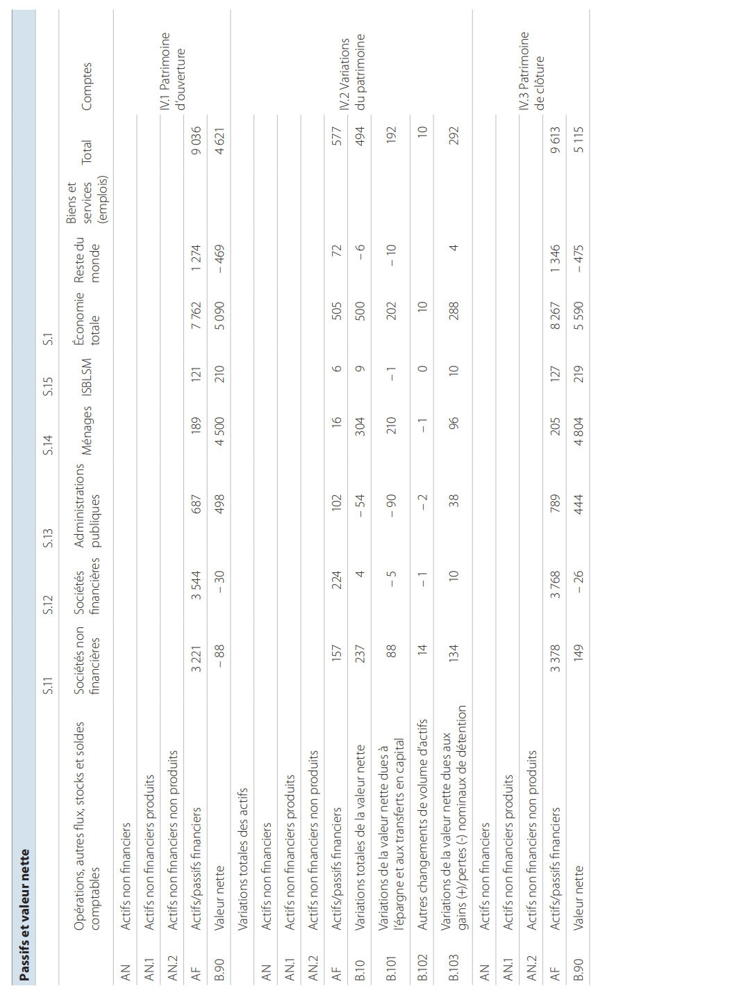 Passifs et valeur nette
S.11 S.12 S.13 S.14 S.15 S.1
Opérations, autres flux, stocks et soldes comptables Sociétés non financières Sociétés financières Administrations publiques Ménages ISBLSM Économie totale Reste du monde Biens et services (emplois) Total Comptes
AN Actifs non financiers
AN.1 Actifs non financiers produits
IV.1 Patrimoine d’ouverture
AN.2 Actifs non financiers non produits
AF Actifs/passifs financiers 3 221 3 544 687 189 121 7 762 1 274 9 036
B.90 Valeur nette – 88 – 30 498 4 500 210 5 090 – 469 4 621
Variations totales des actifs
AN Actifs non financiers
AN.1 Actifs non financiers produits
AN.2 Actifs non financiers non produits
AF Actifs/passifs financiers 157 224 102 16 6 505 72 577
IV.2 Variations du patrimoine
B.10 Variations totales de la valeur nette 237 4 – 54 304 9 500 – 6 494
B.101 Variations de la valeur nette dues à l’épargne et aux transferts en capital 88 – 5 – 90 210 – 1 202 – 10 192
B.102 Autres changements de volume d’actifs 14 – 1 – 2 – 1 0 10 10
B.103 Variations de la valeur nette dues aux gains (+)/pertes (-) nominaux de détention 134 10 38 96 10 288 4 292
AN Actifs non financiers
AN.1 Actifs non financiers produits
IV.3 Patrimoine de clôture
AN.2 Actifs non financiers non produits
AF Actifs/passifs financiers 3 378 3 768 789 205 127 8 267 1 346 9 613
B.90 Valeur nette 149 – 26 444 4 804 219 5 590 – 475 5 115